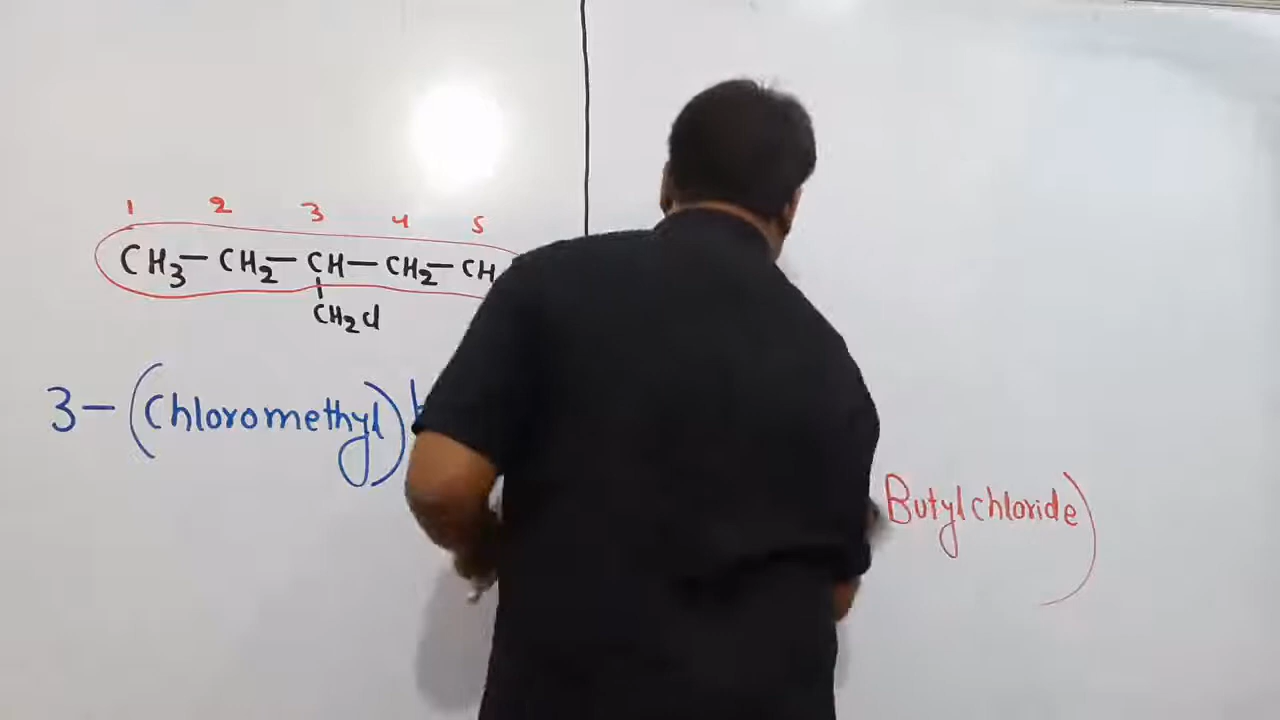 1 2 3 4 5
CH3-CH2-CH-CH2-CH
CH2Cl
3-(Chloromethyl)
Butylchloride)